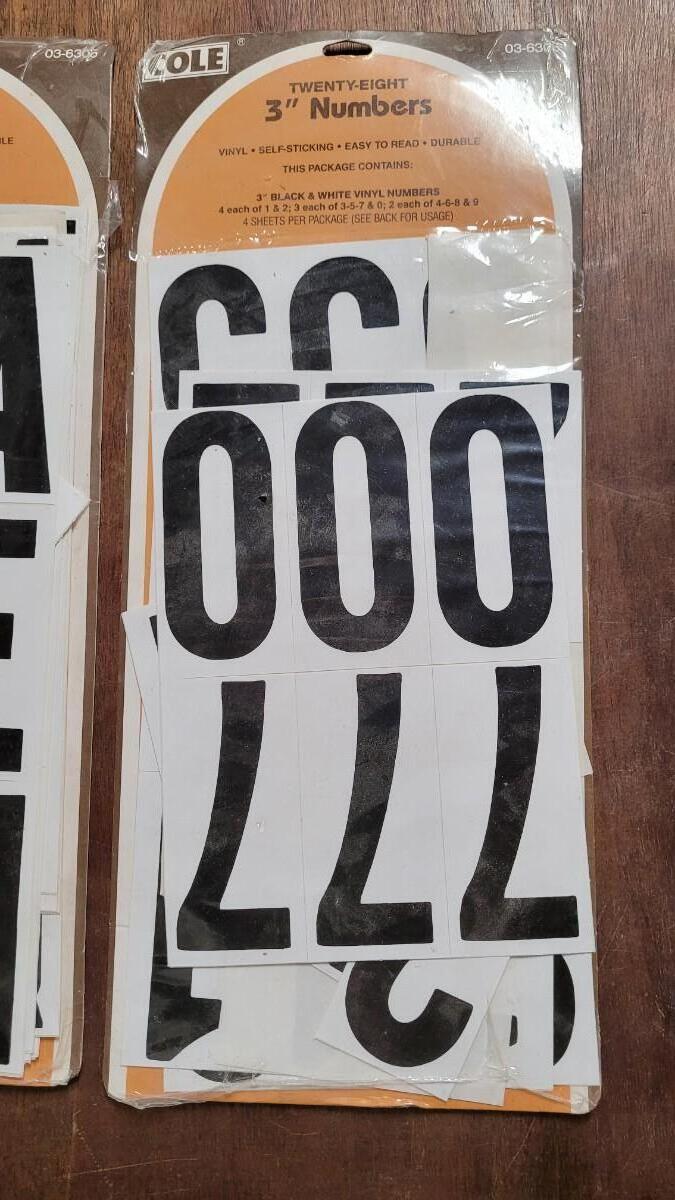 03-6305
COLE®
03-630
TWENTY-EIGHT
3" Numbers
VINYL • SELF-STICKING • EASY TO READ • DURABLE
THIS PACKAGE CONTAINS:
3" BLACK & WHITE VINYL NUMBERS
4 each of 1 & 2; 3 each of 3-5-7 & 0; 2 each of 4-6-8 & 9
4 SHEETS PER PACKAGE (SEE BACK FOR USAGE)
000
777